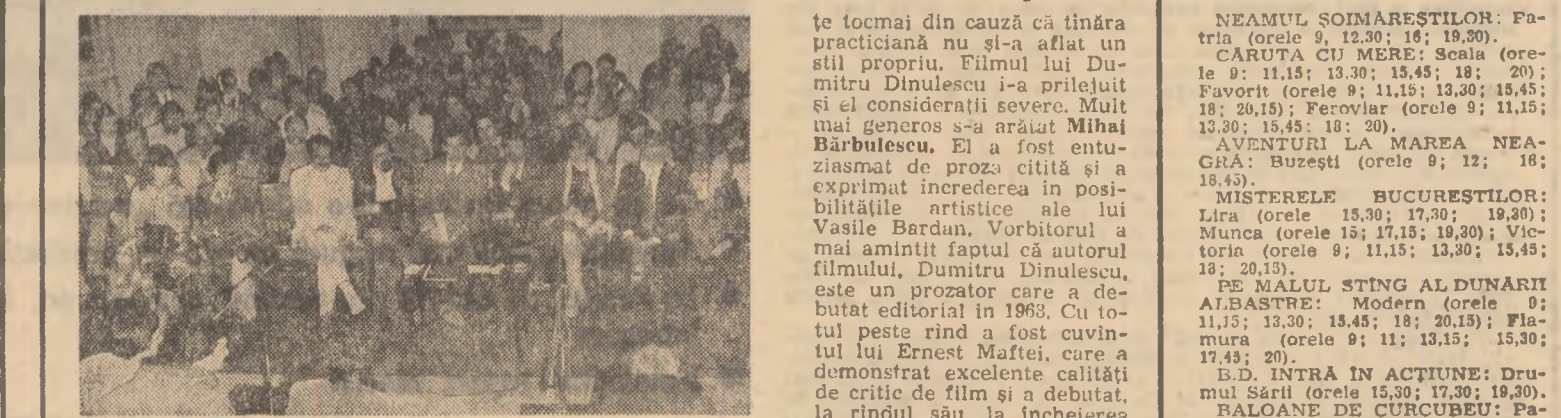 te tocmai din cauză că tînăra
practiciană nu și-a aflat un
stil propriu. Filmul lui Du-
mitru Dinulescu i-a prilejuit
și el considerații severe. Mult
mai generos s-a arătat Mihai
Bărbulescu. El a fost entu-
ziasmat de proza citită și a
exprimat încrederea în posi-
bilitățile artistice ale lui
Vasile Bardan. Vorbitorul a
mai amintit faptul că autorul
filmului, Dumitru Dinulescu,
este un prozator care a de-
butat editorial în 1968. Cu to-
tul peste rînd a fost cuvîn-
tul lui Ernest Maftei, care a
demonstrat excelente calități
de critic de film și a debutat,
la rîndul său, la încheierea
NEAMUL ȘOIMĂREȘTILOR: Pa-
tria (orele 9, 12,30; 16; 19,30).
CĂRUȚA CU MERE: Scala (ore-
le 9; 11,15; 13,30; 15,45; 18; 20);
Favorit (orele 9; 11,15; 13,30; 15,45;
18; 20,15); Feroviar (orele 9; 11,15;
13,30; 15,45; 18; 20).
AVENTURI LA MAREA NEA-
GRĂ: Buzești (orele 9; 12; 16;
18,45).
MISTERELE BUCUREȘTILOR:
Lira (orele 15,30; 17,30; 19,30);
Munca (orele 15; 17,15; 19,30); Vic-
toria (orele 9; 11,15; 13,30; 15,45;
18; 20,15).
PE MALUL STÎNG AL DUNĂRII
ALBASTRE: Modern (orele 9;
11,15; 13,30; 15,45; 18; 20,15); Fla-
mura (orele 9; 11; 13,15; 15,30;
17,45; 20).
B.D. INTRĂ ÎN ACȚIUNE: Dru-
mul Sării (orele 15,30; 17,30; 19,30).
BALOANE DE CURCUBEU: Pa-